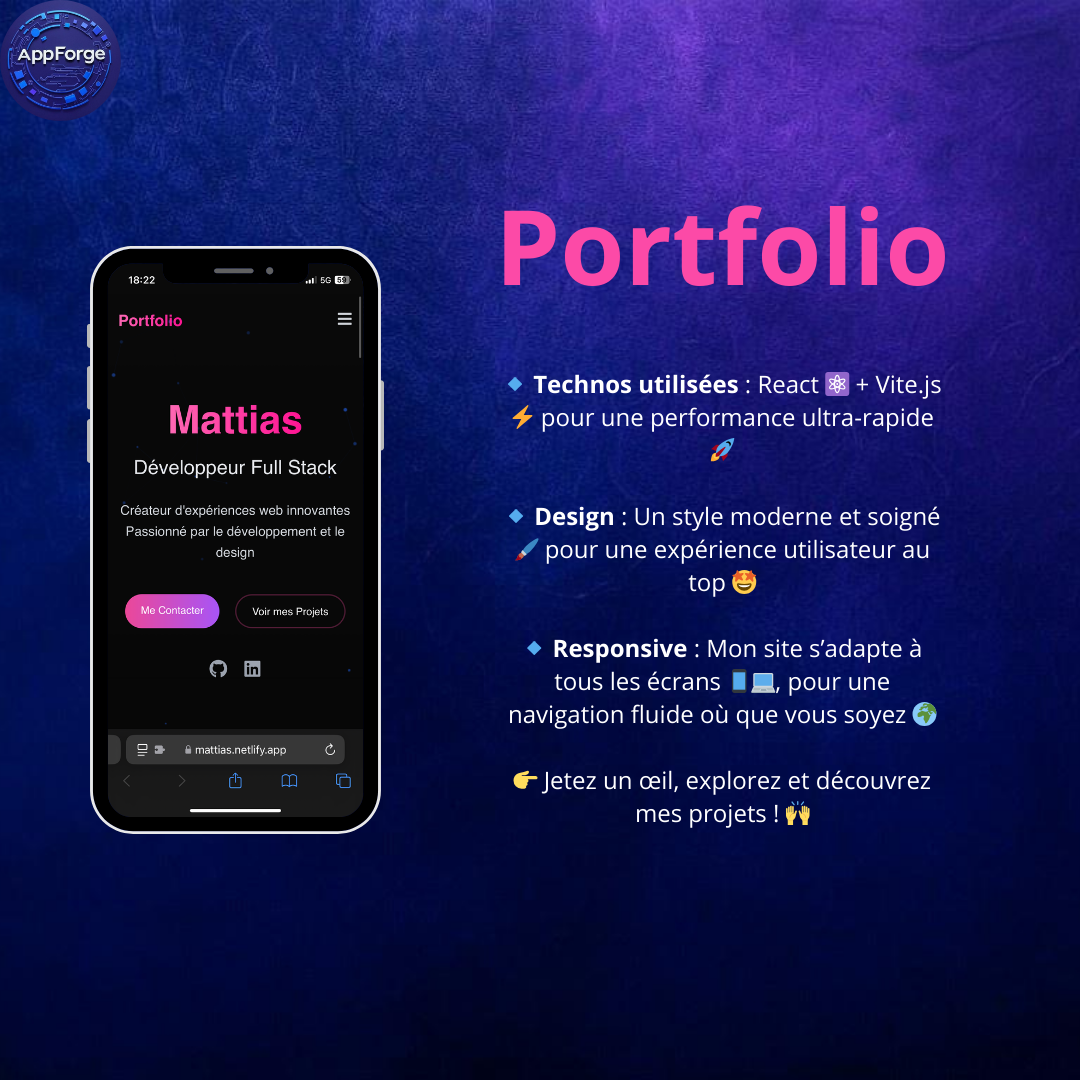 AppForge
Portfolio
18:22
5G 59
Portfolio
Mattias
Développeur Full Stack
Créateur d'expériences web innovantes
Passionné par le développement et le
design
Me Contacter
Voir mes Projets
mattias.netlify.app
🔹 Technos utilisées : React ⚛️ + Vite.js
⚡ pour une performance ultra-rapide
🚀
🔹 Design : Un style moderne et soigné
🖌️ pour une expérience utilisateur au
top 🤩
🔹 Responsive : Mon site s’adapte à
tous les écrans 📱💻, pour une
navigation fluide où que vous soyez 🌍
👉 Jetez un œil, explorez et découvrez
mes projets ! 🙌